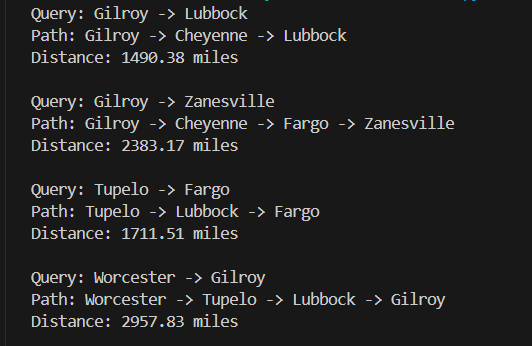 Query: Gilroy -> Lubbock
Path: Gilroy -> Cheyenne -> Lubbock
Distance: 1490.38 miles
Query: Gilroy -> Zanesville
Path: Gilroy -> Cheyenne -> Fargo -> Zanesville
Distance: 2383.17 miles
Query: Tupelo -> Fargo
Path: Tupelo -> Lubbock -> Fargo
Distance: 1711.51 miles
Query: Worcester -> Gilroy
Path: Worcester -> Tupelo -> Lubbock -> Gilroy
Distance: 2957.83 miles